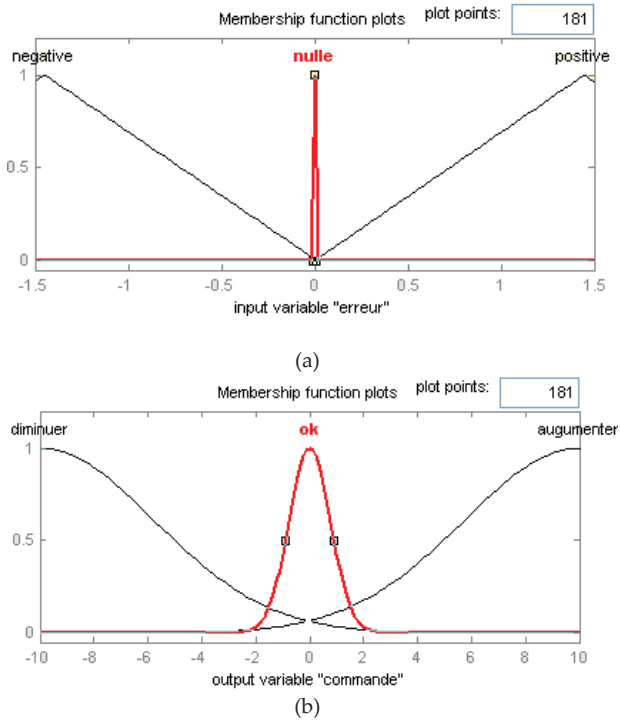 Membership function plots plot points: 181
negative nulle positive
1
0.5
0
-1.5 -1 -0.5 0 0.5 1 1.5
input variable "erreur"
(a)
Membership function plots plot points: 181
diminuer ok augumenter
1
0.5
0
-10 -8 -6 -4 -2 0 2 4 6 8 10
output variable "commande"
(b)